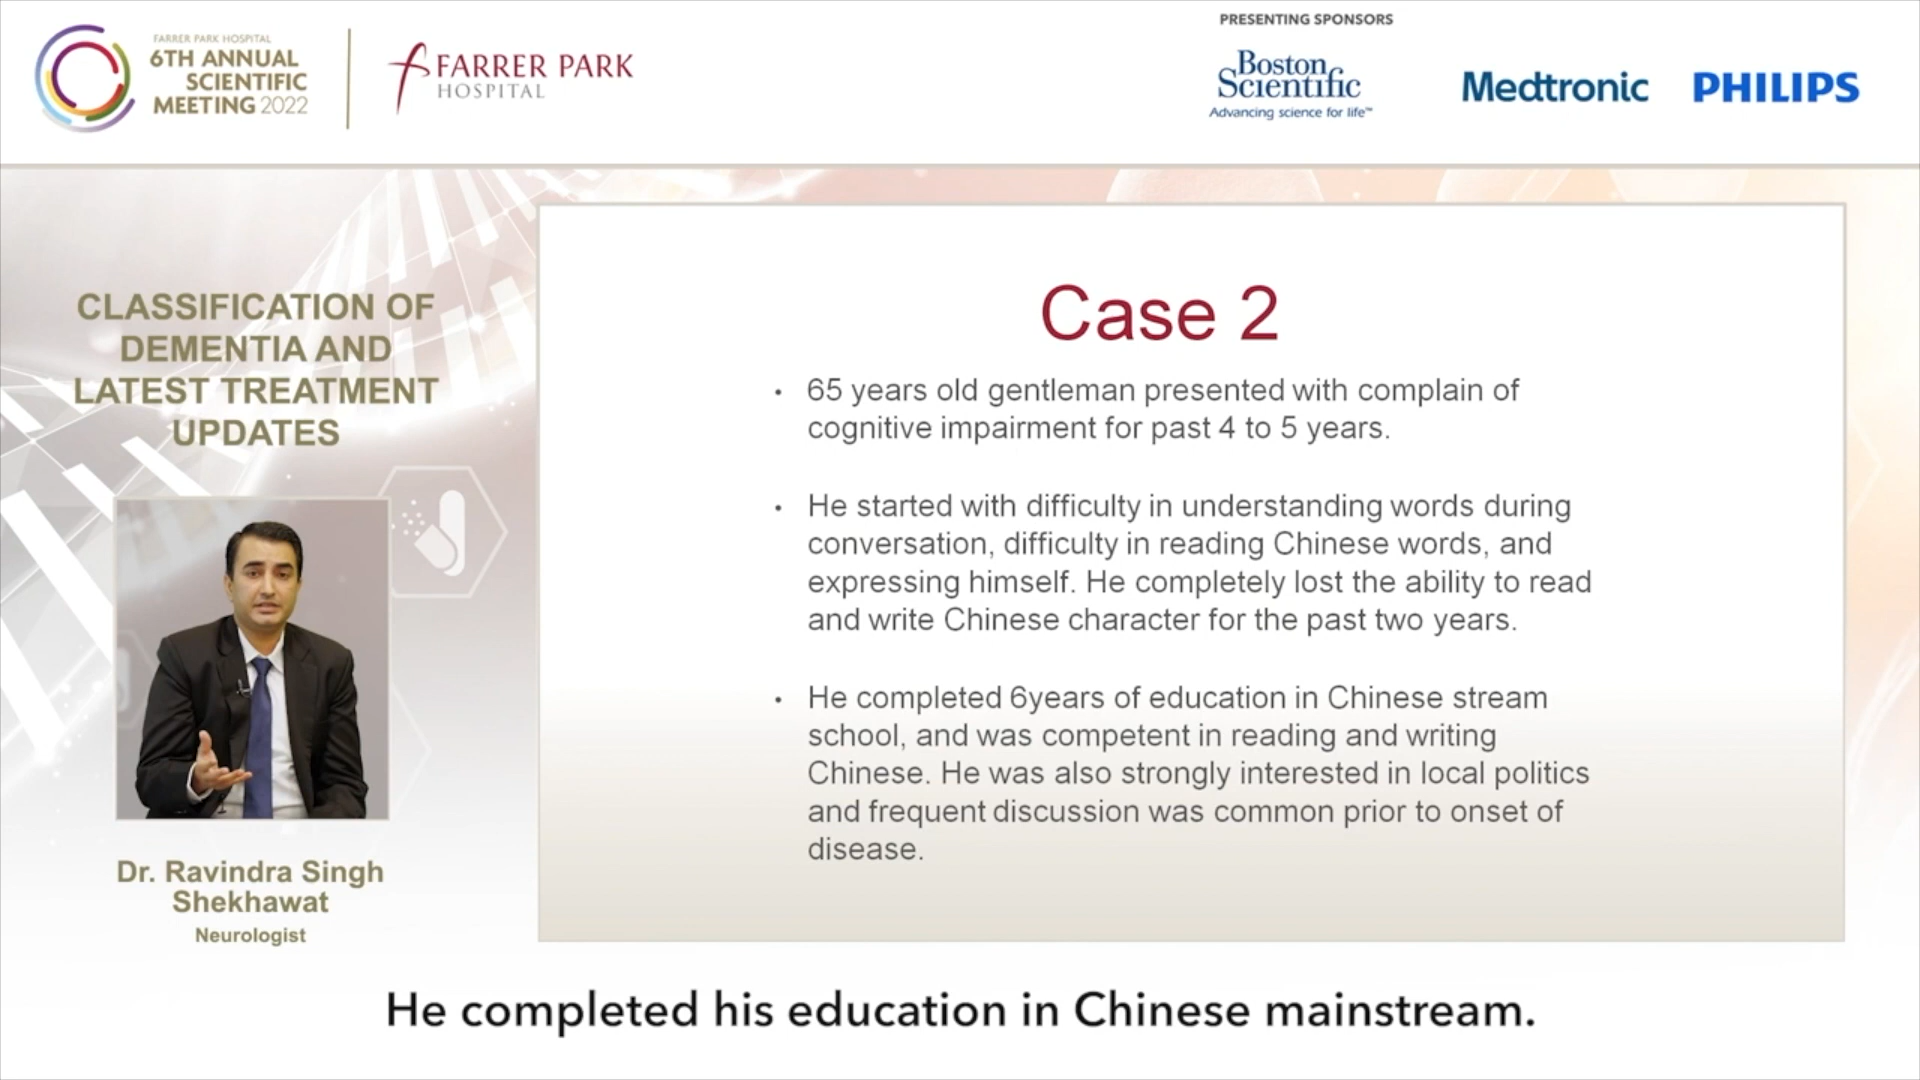 FARRER PARK HOSPITAL
6TH ANNUAL
SCIENTIFIC
MEETING 2022
FARRER PARK
HOSPITAL
PRESENTING SPONSORS
Boston
Scientific
Advancing science for life™
Medtronic
PHILIPS
CLASSIFICATION OF
DEMENTIA AND
LATEST TREATMENT
UPDATES
Dr. Ravindra Singh
Shekhawat
Neurologist
Case 2
• 65 years old gentleman presented with complain of
cognitive impairment for past 4 to 5 years.
• He started with difficulty in understanding words during
conversation, difficulty in reading Chinese words, and
expressing himself. He completely lost the ability to read
and write Chinese character for the past two years.
• He completed 6years of education in Chinese stream
school, and was competent in reading and writing
Chinese. He was also strongly interested in local politics
and frequent discussion was common prior to onset of
disease.
He completed his education in Chinese mainstream.